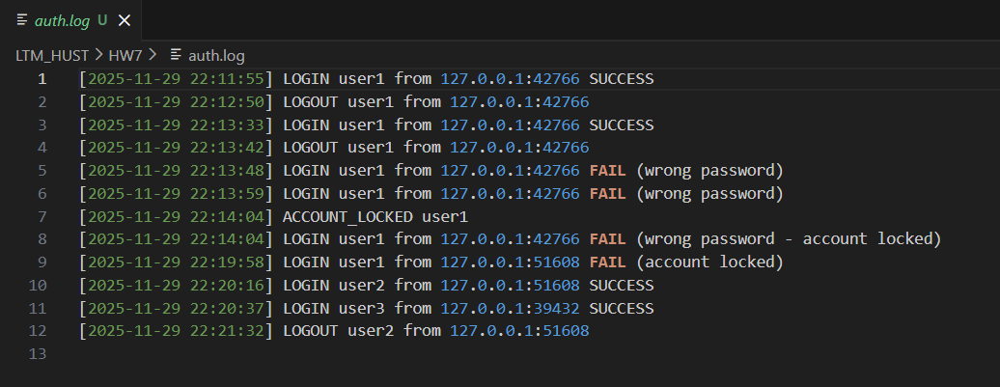 auth.log U ×
LTM_HUST > HW7 > auth.log
1 [2025-11-29 22:11:55] LOGIN user1 from 127.0.0.1:42766 SUCCESS
2 [2025-11-29 22:12:50] LOGOUT user1 from 127.0.0.1:42766
3 [2025-11-29 22:13:33] LOGIN user1 from 127.0.0.1:42766 SUCCESS
4 [2025-11-29 22:13:42] LOGOUT user1 from 127.0.0.1:42766
5 [2025-11-29 22:13:48] LOGIN user1 from 127.0.0.1:42766 FAIL (wrong password)
6 [2025-11-29 22:13:59] LOGIN user1 from 127.0.0.1:42766 FAIL (wrong password)
7 [2025-11-29 22:14:04] ACCOUNT_LOCKED user1
8 [2025-11-29 22:14:04] LOGIN user1 from 127.0.0.1:42766 FAIL (wrong password - account locked)
9 [2025-11-29 22:19:58] LOGIN user1 from 127.0.0.1:51608 FAIL (account locked)
10 [2025-11-29 22:20:16] LOGIN user2 from 127.0.0.1:51608 SUCCESS
11 [2025-11-29 22:20:37] LOGIN user3 from 127.0.0.1:39432 SUCCESS
12 [2025-11-29 22:21:32] LOGOUT user2 from 127.0.0.1:51608
13